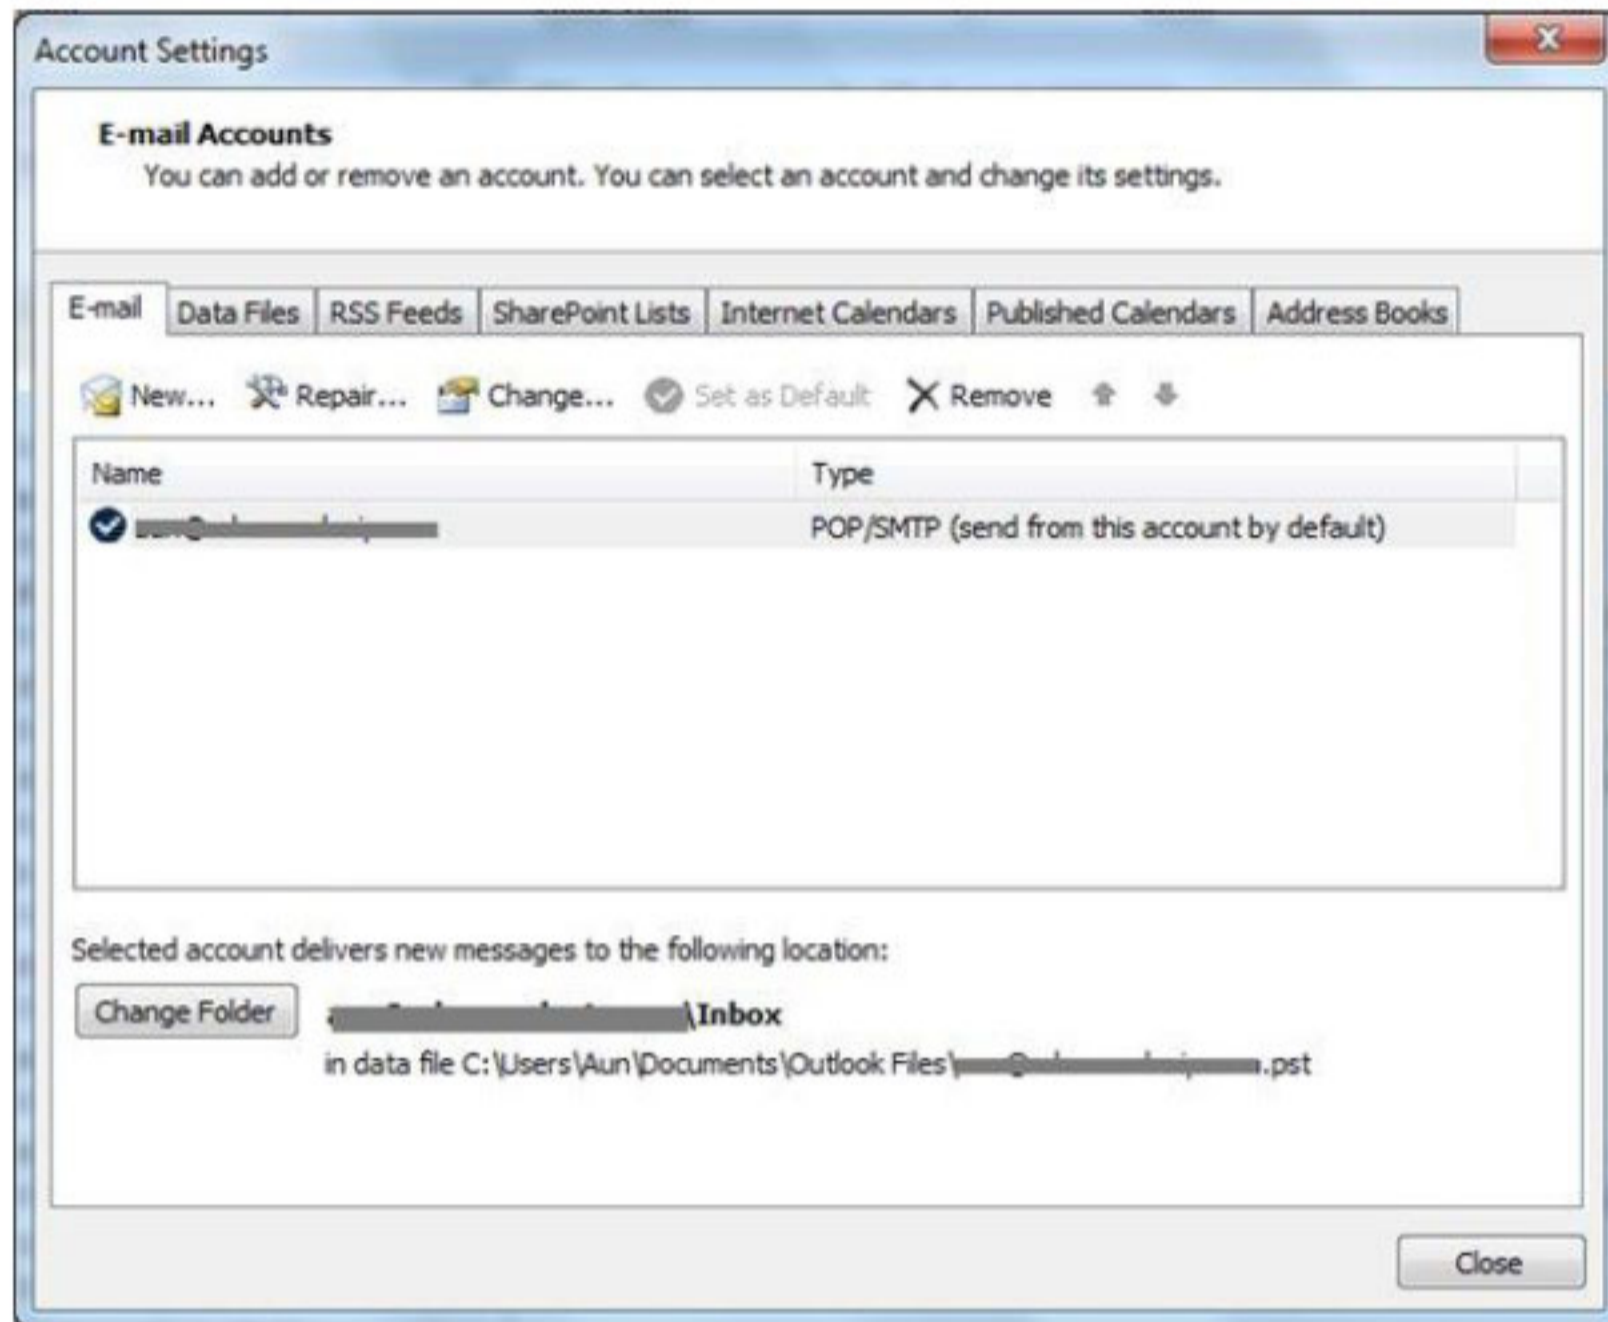 Account Settings
E-mail Accounts
You can add or remove an account. You can select an account and change its settings.
E-mail Data Files RSS Feeds SharePoint Lists Internet Calendars Published Calendars Address Books
New... Repair... Change... Set as Default Remove
Name Type
POP/SMTP (send from this account by default)
Selected account delivers new messages to the following location:
Change Folder \Inbox
in data file C:\Users\Aun\Documents\Outlook Files\ .pst
Close